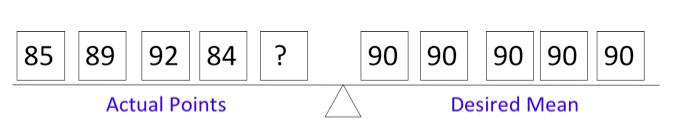 85 89 92 84 ? 90 90 90 90 90
Actual Points Desired Mean